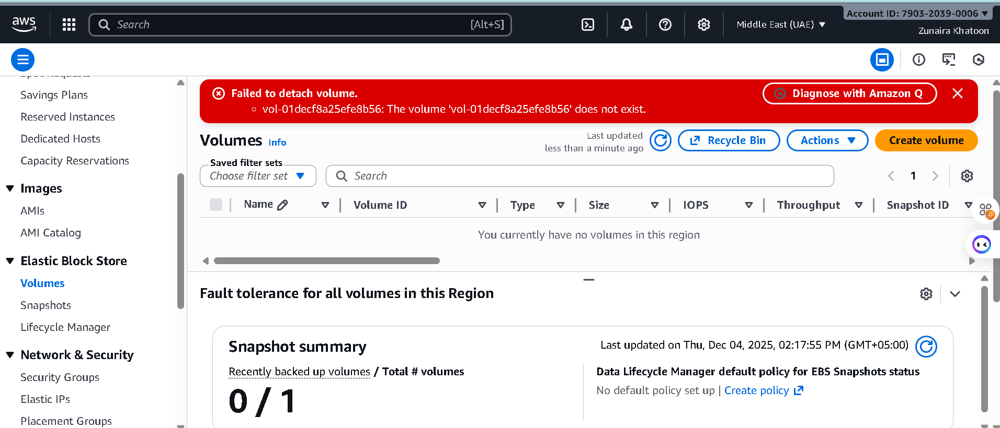 aws
Search
[Alt+S]
Middle East (UAE)
Account ID: 7903-2039-0006
Zunaira Khatoon
Spot Requests
Savings Plans
Reserved Instances
Dedicated Hosts
Capacity Reservations
Images
AMIs
AMI Catalog
Elastic Block Store
Volumes
Snapshots
Lifecycle Manager
Network & Security
Security Groups
Elastic IPs
Placement Groups
Failed to detach volume.
vol-01decf8a25efe8b56: The volume 'vol-01decf8a25efe8b56' does not exist.
Diagnose with Amazon Q
Volumes Info
Last updated
less than a minute ago
Recycle Bin
Actions
Create volume
Saved filter sets
Choose filter set
Search
1
Name Volume ID Type Size IOPS Throughput Snapshot ID
You currently have no volumes in this region
Fault tolerance for all volumes in this Region
Snapshot summary
Last updated on Thu, Dec 04, 2025, 02:17:55 PM (GMT+05:00)
Recently backed up volumes / Total # volumes
0 / 1
Data Lifecycle Manager default policy for EBS Snapshots status
No default policy set up | Create policy